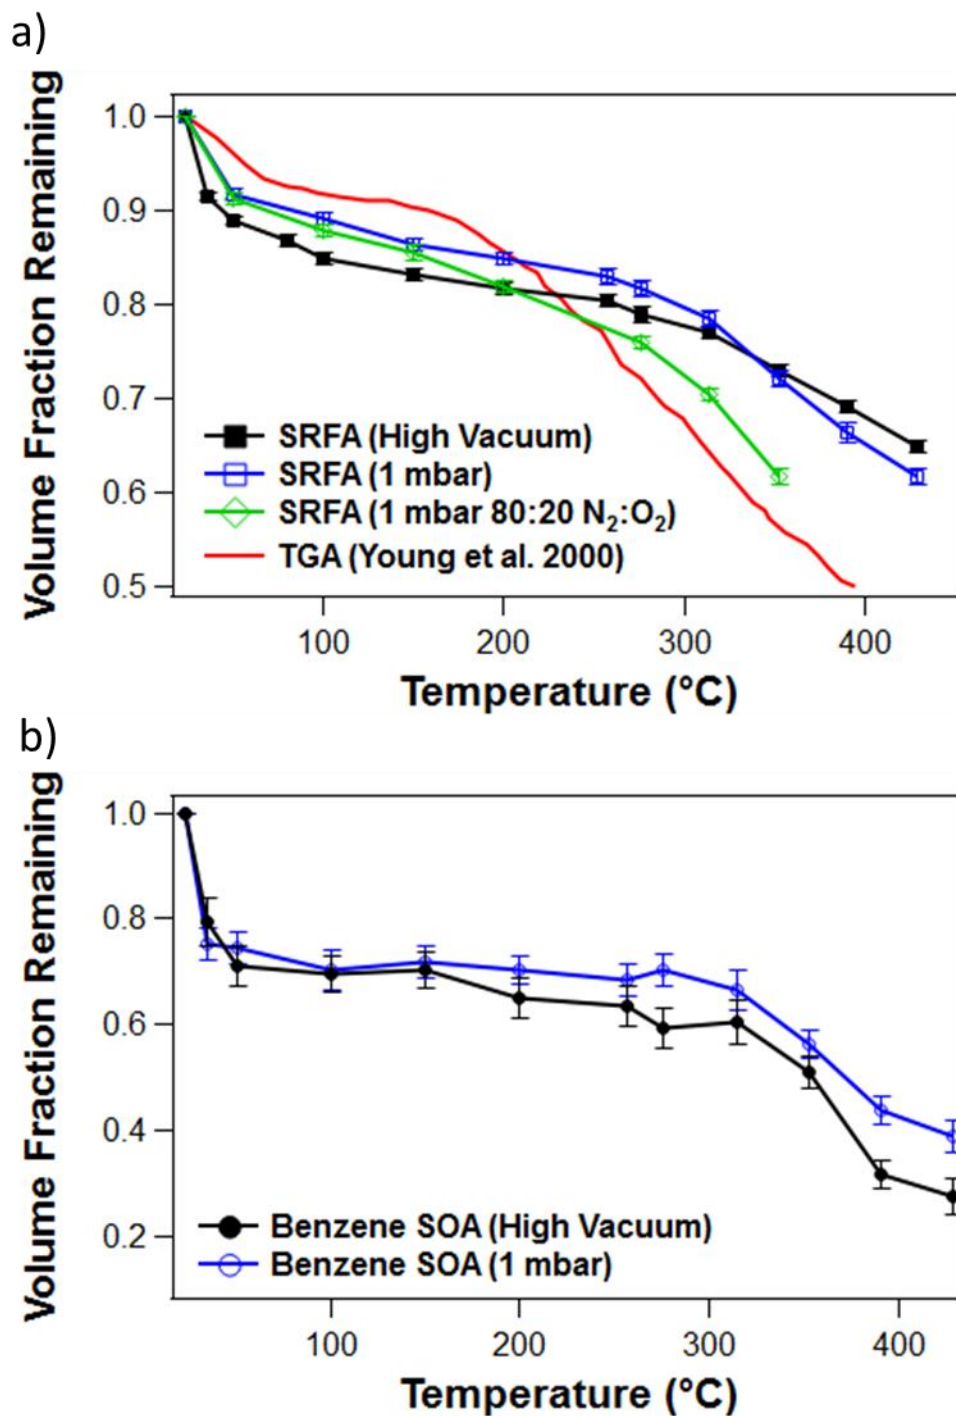 a)
Volume Fraction Remaining
1.0
0.9
0.8
0.7
0.6
0.5
SRFA (High Vacuum)
SRFA (1 mbar)
SRFA (1 mbar 80:20 N₂:O₂)
TGA (Young et al. 2000)
100 200 300 400
Temperature (°C)
b)
Volume Fraction Remaining
1.0
0.8
0.6
0.4
0.2
Benzene SOA (High Vacuum)
Benzene SOA (1 mbar)
100 200 300 400
Temperature (°C)